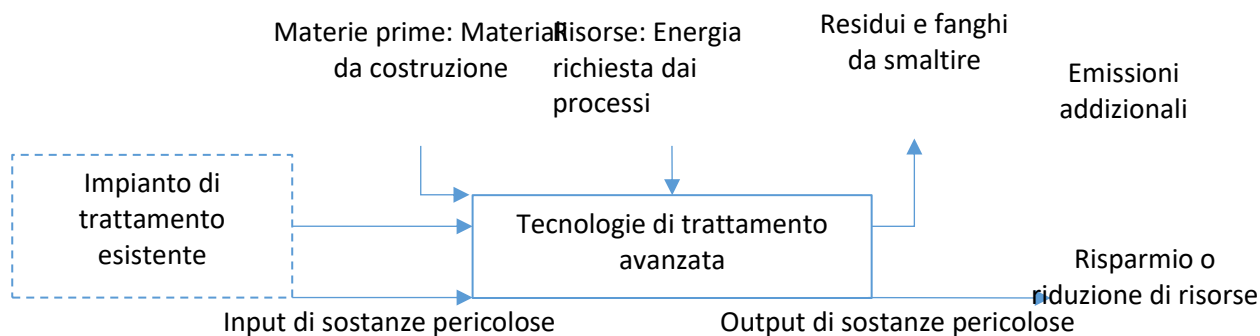 Materie prime: Materiali
da costruzione
Risorse: Energia
richiesta dai
processi
Residui e fanghi
da smaltire
Emissioni
addizionali
Impianto di
trattamento
esistente
Tecnologie di trattamento
avanzata
Risparmio o
riduzione di risorse
Input di sostanze pericolose
Output di sostanze pericolose